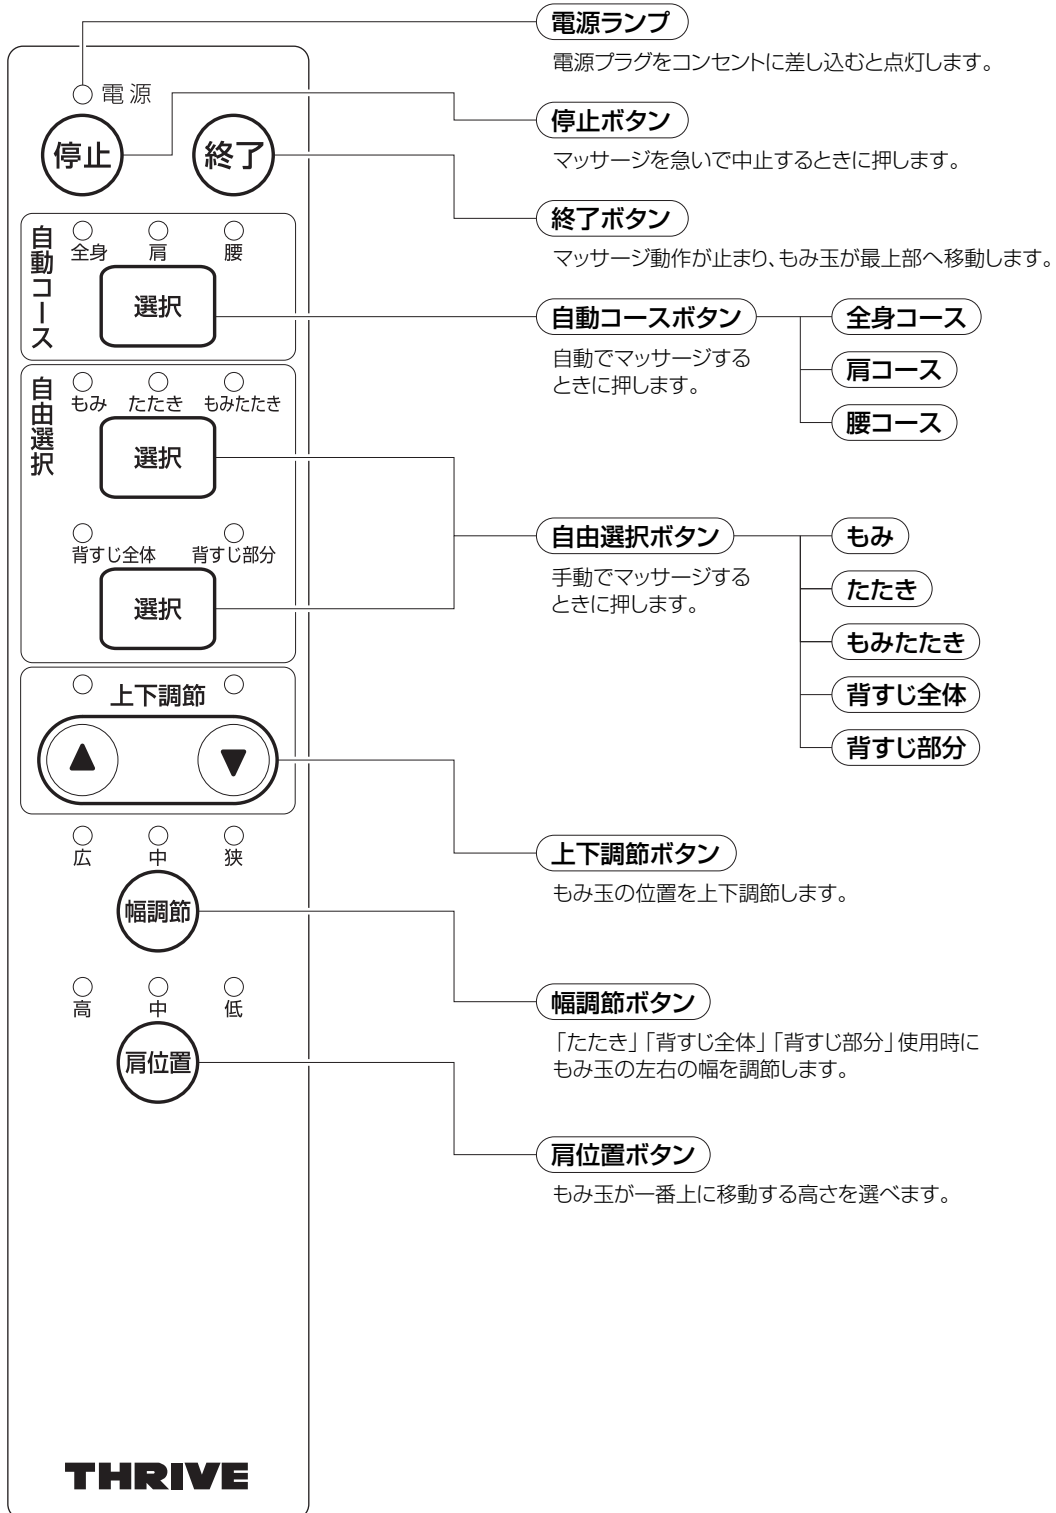 電源
停止
終了
自動コース
全身 肩 腰
選択
自由選択
もみ たたき もみたたき
選択
背すじ全体 背すじ部分
選択
上下調節
▲ ▼
広 中 狭
幅調節
高 中 低
肩位置
THRIVE
電源ランプ
電源プラグをコンセントに差し込むと点灯します。
停止ボタン
マッサージを急いで中止するときに押します。
終了ボタン
マッサージ動作が止まり、もみ玉が最上部へ移動します。
自動コースボタン
自動でマッサージする
ときに押します。
全身コース
肩コース
腰コース
自由選択ボタン
手動でマッサージする
ときに押します。
もみ
たたき
もみたたき
背すじ全体
背すじ部分
上下調節ボタン
もみ玉の位置を上下調節します。
幅調節ボタン
「たたき」「背すじ全体」「背すじ部分」使用時に
もみ玉の左右の幅を調節します。
肩位置ボタン
もみ玉が一番上に移動する高さを選べます。